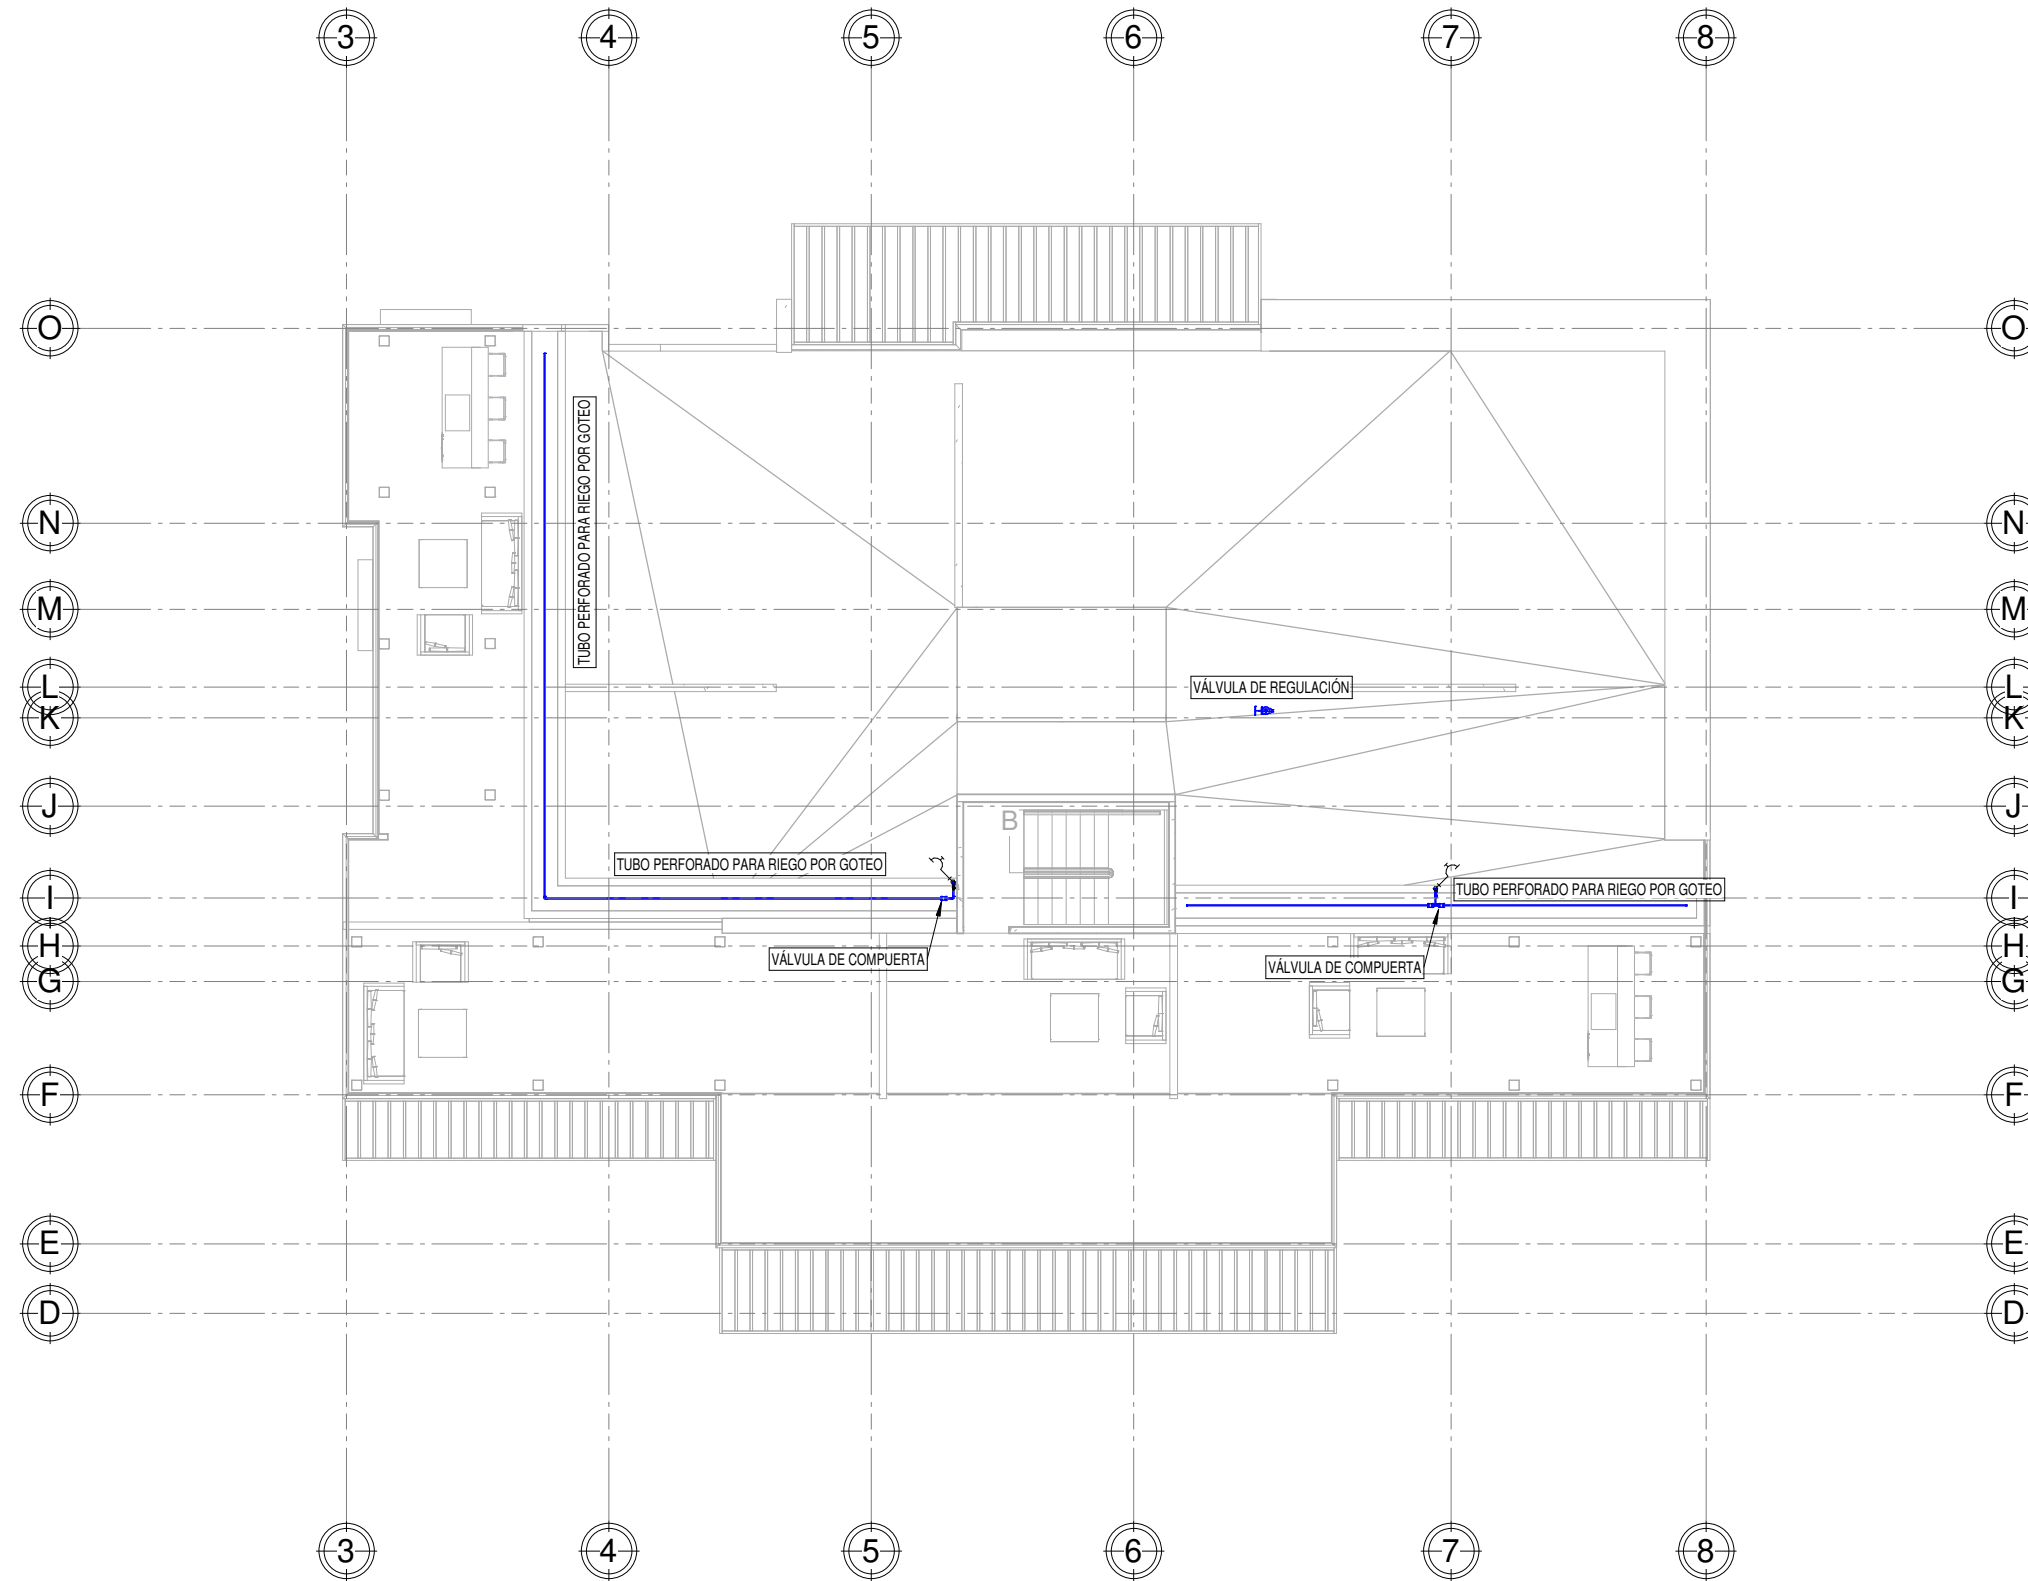 3 4 5 6 7 8
O O
TUBO PERFORADO PARA RIEGO POR GOTEO
N N
M M
L L
VÁLVULA DE REGULACIÓN
K K
J J
B
TUBO PERFORADO PARA RIEGO POR GOTEO
TUBO PERFORADO PARA RIEGO POR GOTEO
I I
H H
VÁLVULA DE COMPUERTA
VÁLVULA DE COMPUERTA
G G
F F
E E
D D
3 4 5 6 7 8